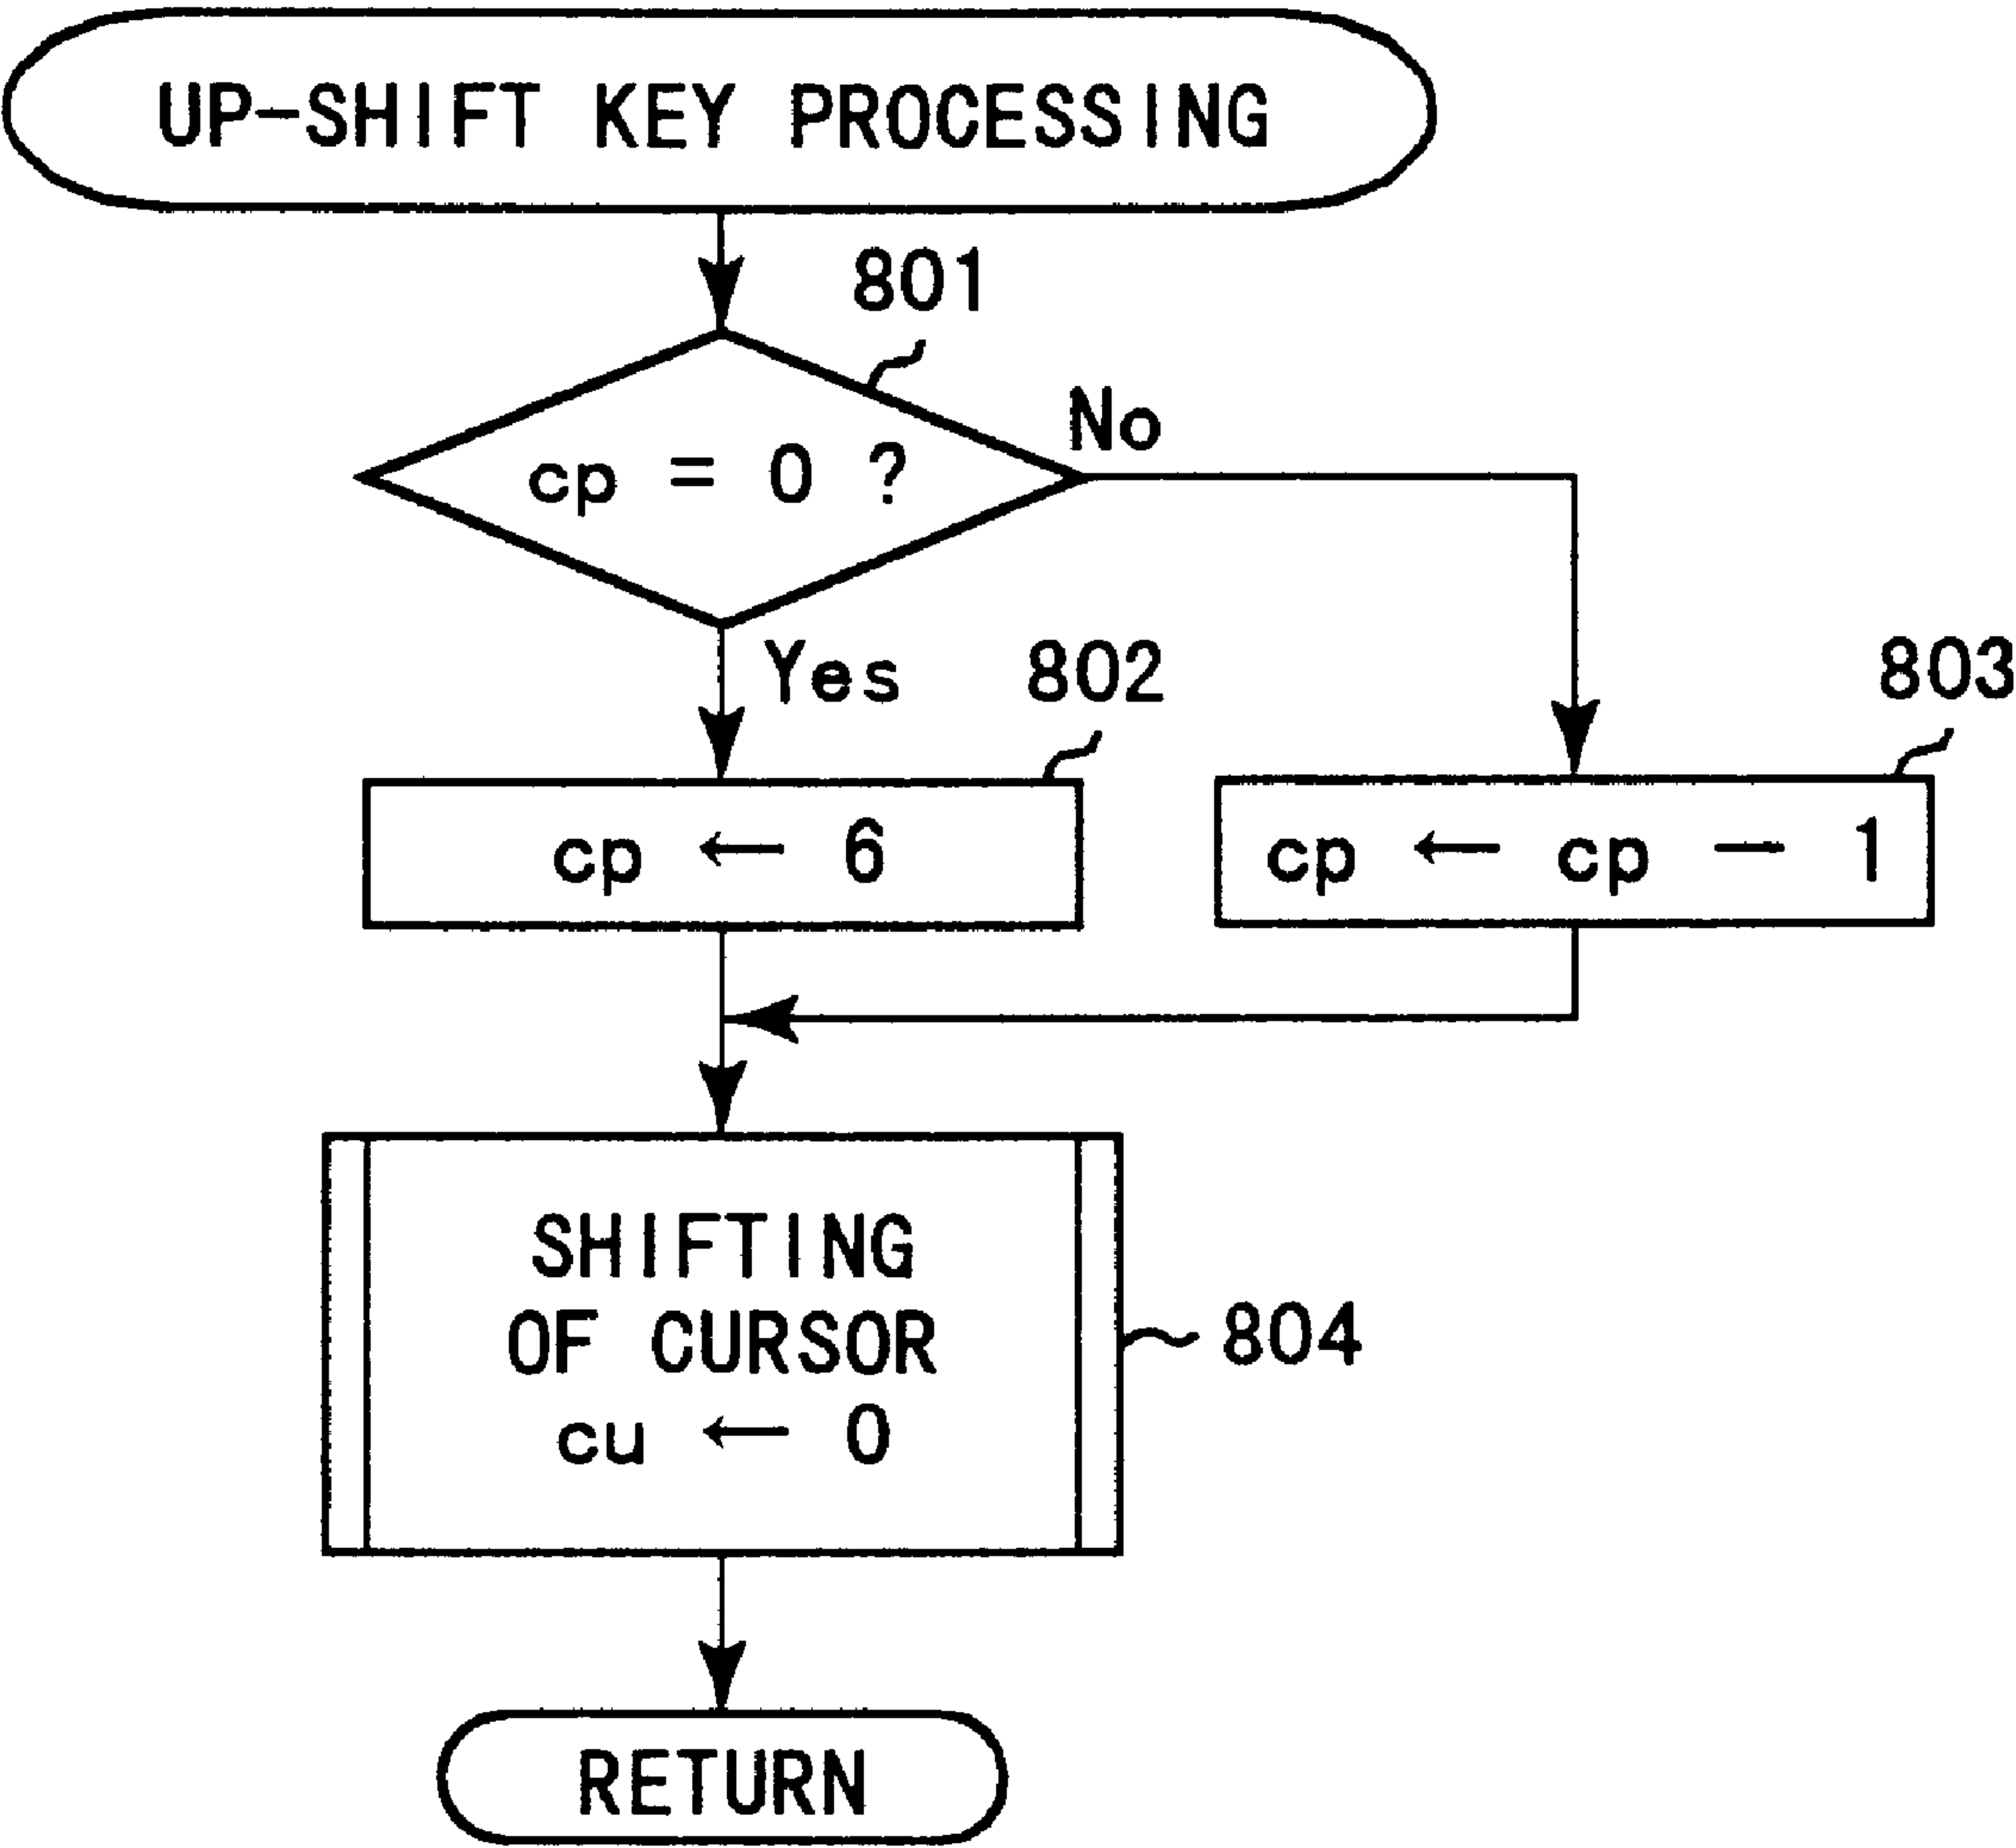 UP-SHIFT KEY PROCESSING
801
cp = 0 ?
No
Yes
802
803
cp ← 6
cp ← cp − 1
SHIFTING
OF CURSOR
cu ← 0
804
RETURN